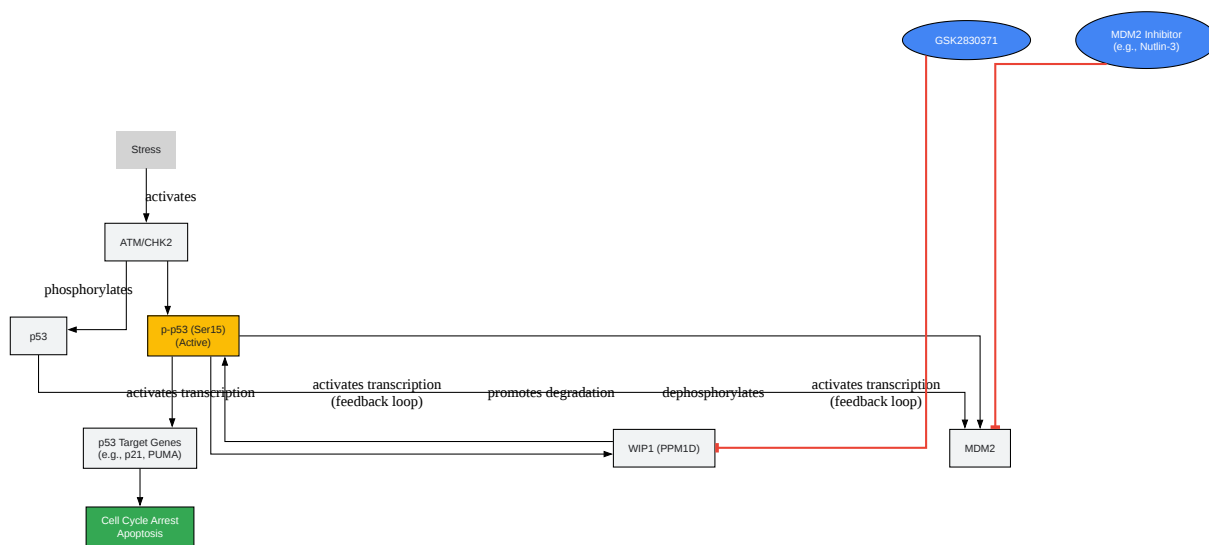 GSK2830371
MDM2 Inhibitor
(e.g., Nutlin-3)
Stress
activates
ATM/CHK2
phosphorylates
p53
p-p53 (Ser15)
(Active)
activates transcription
activates transcription
(feedback loop)
promotes degradation
dephosphorylates
activates transcription
(feedback loop)
p53 Target Genes
(e.g., p21, PUMA)
WIP1 (PPM1D)
MDM2
Cell Cycle Arrest
Apoptosis